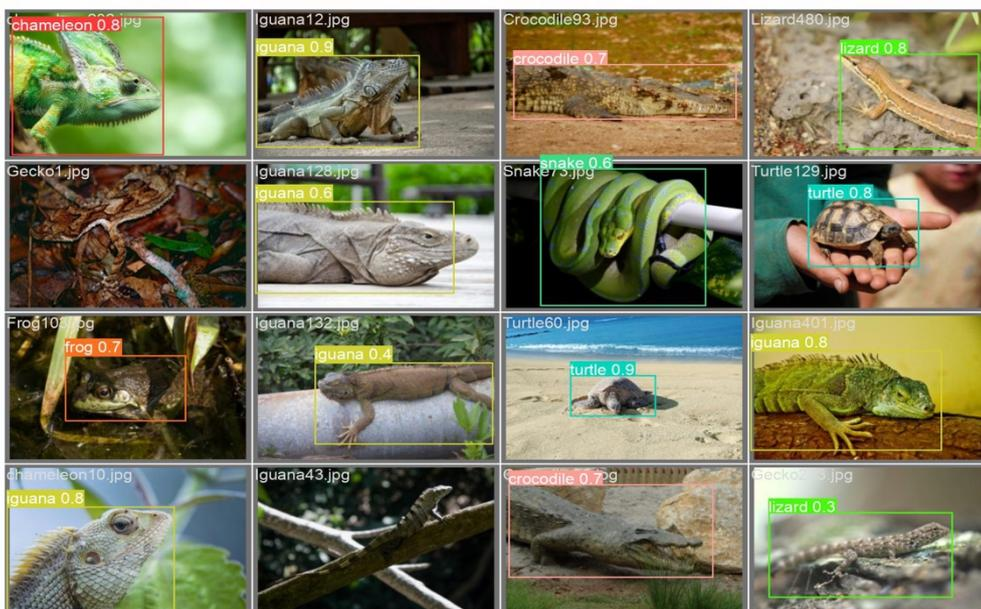 chameleon 0.8
Iguana12.jpg
iguana 0.9
Crocodile93.jpg
crocodile 0.7
Lizard480.jpg
lizard 0.8
Gecko1.jpg
Iguana128.jpg
iguana 0.6
snake 0.6
Snake73.jpg
Turtle129.jpg
turtle 0.8
frog 0.7
Iguana132.jpg
iguana 0.4
Turtle60.jpg
turtle 0.9
Iguana401.jpg
iguana 0.8
chameleon10.jpg
iguana 0.8
Iguana43.jpg
crocodile 0.7
lizard 0.3